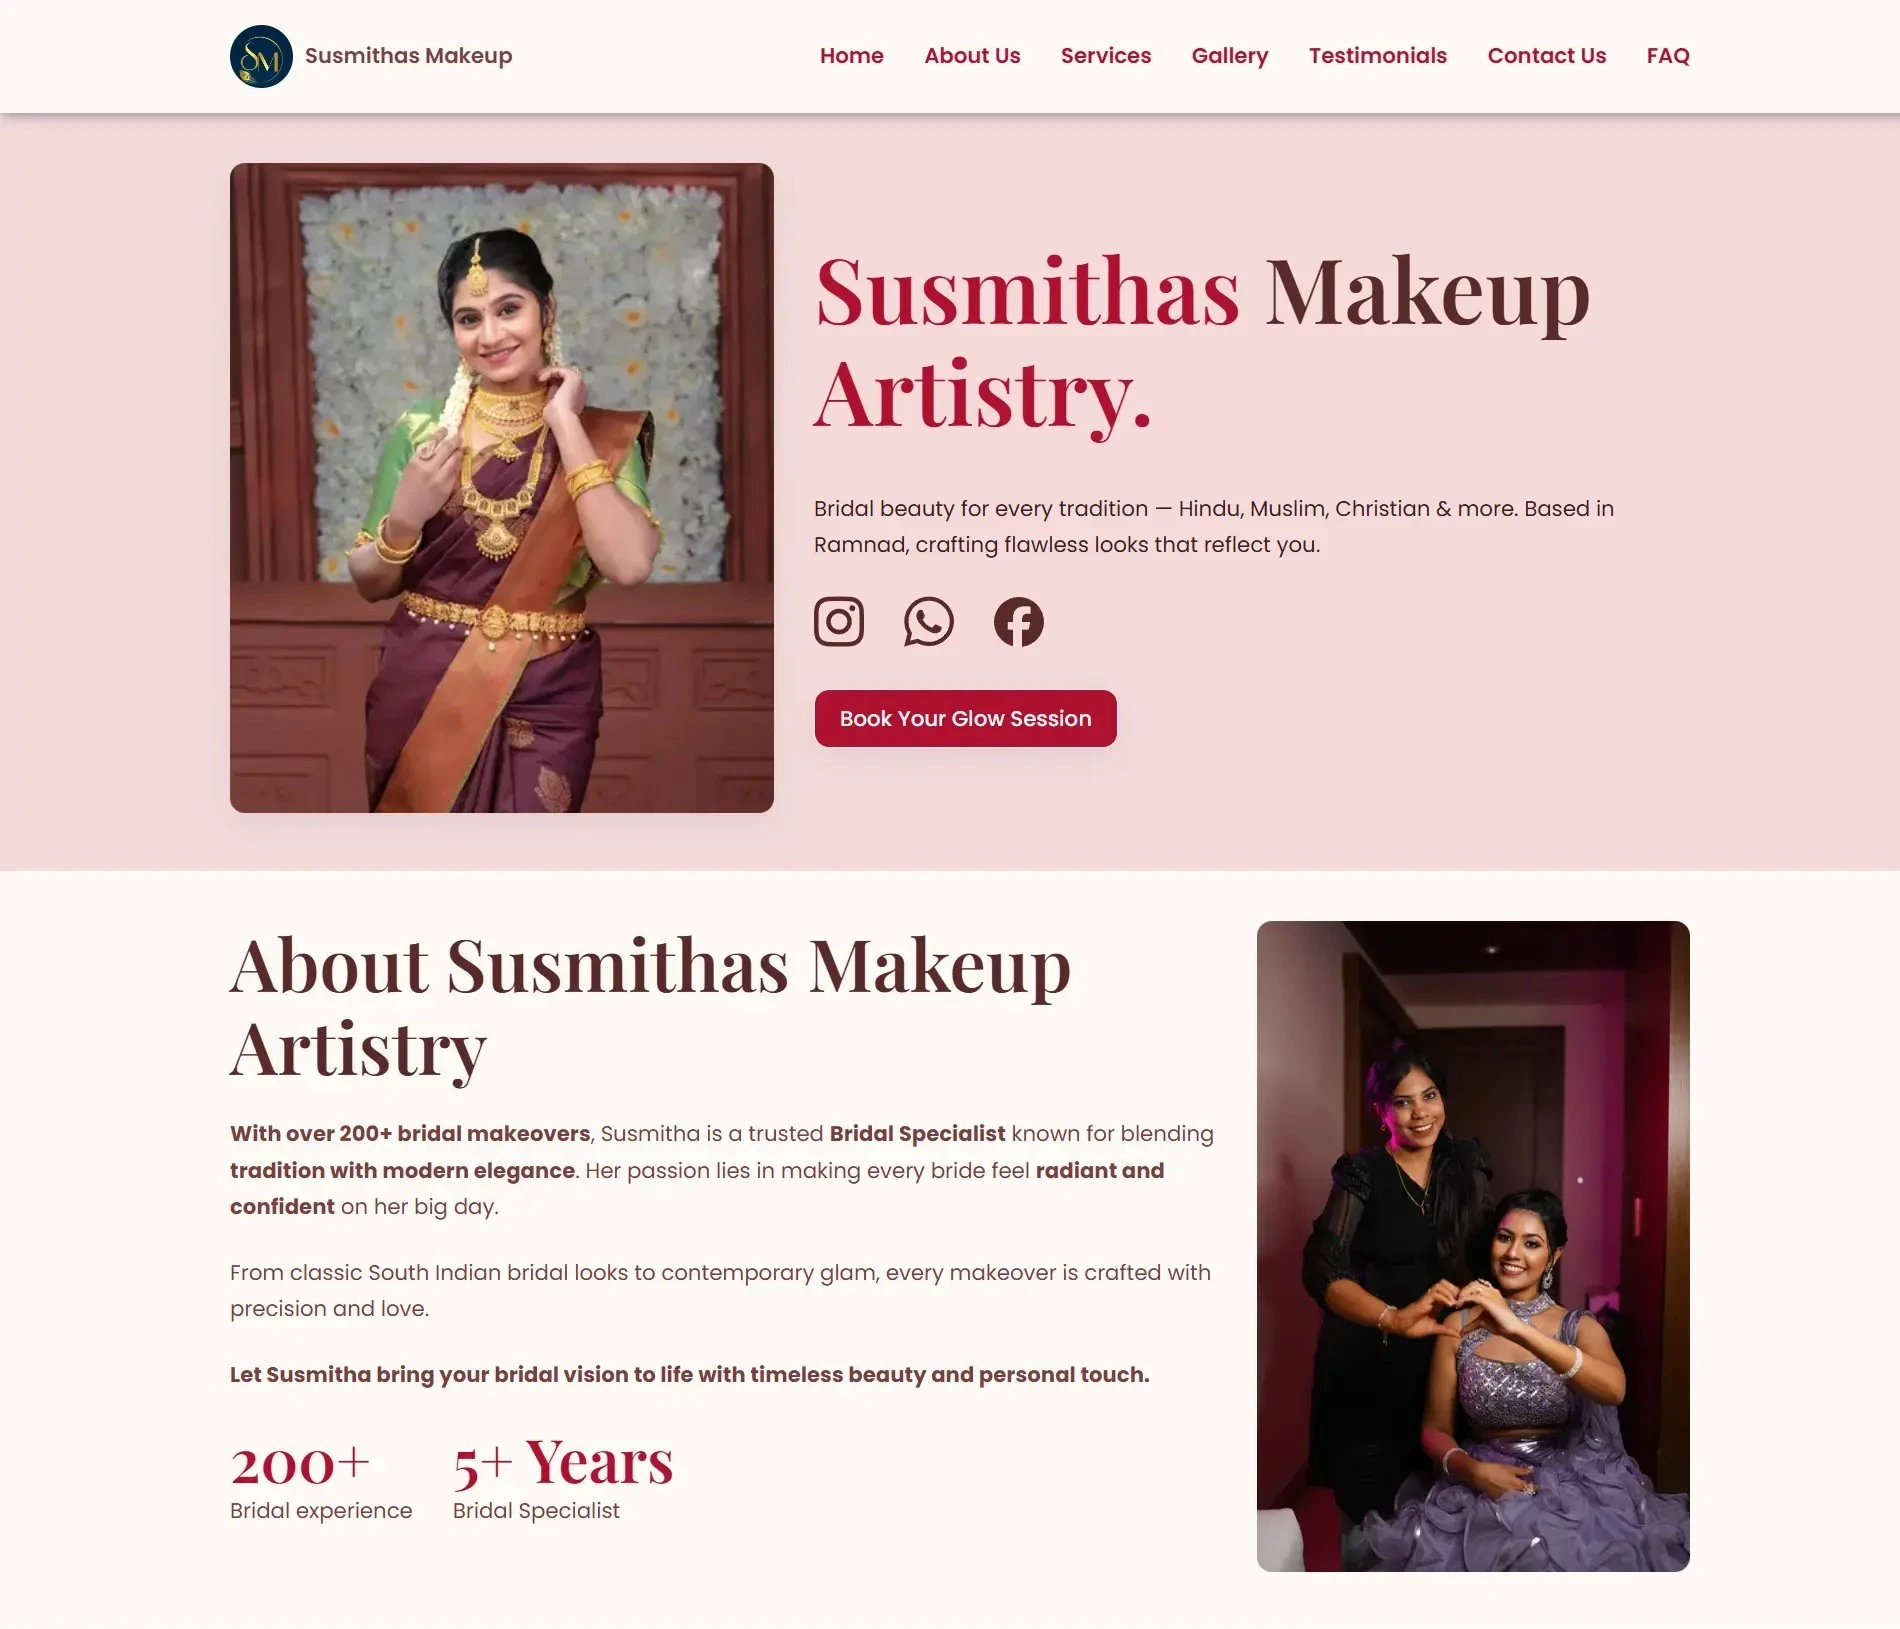 SM
Susmithas Makeup
Home About Us Services Gallery Testimonials Contact Us FAQ
Susmithas Makeup
Artistry.
Bridal beauty for every tradition — Hindu, Muslim, Christian & more. Based in
Ramnad, crafting flawless looks that reflect you.
Book Your Glow Session
About Susmithas Makeup
Artistry
With over 200+ bridal makeovers, Susmitha is a trusted Bridal Specialist known for blending
tradition with modern elegance. Her passion lies in making every bride feel radiant and
confident on her big day.
From classic South Indian bridal looks to contemporary glam, every makeover is crafted with
precision and love.
Let Susmitha bring your bridal vision to life with timeless beauty and personal touch.
200+ 5+ Years
Bridal experience Bridal Specialist